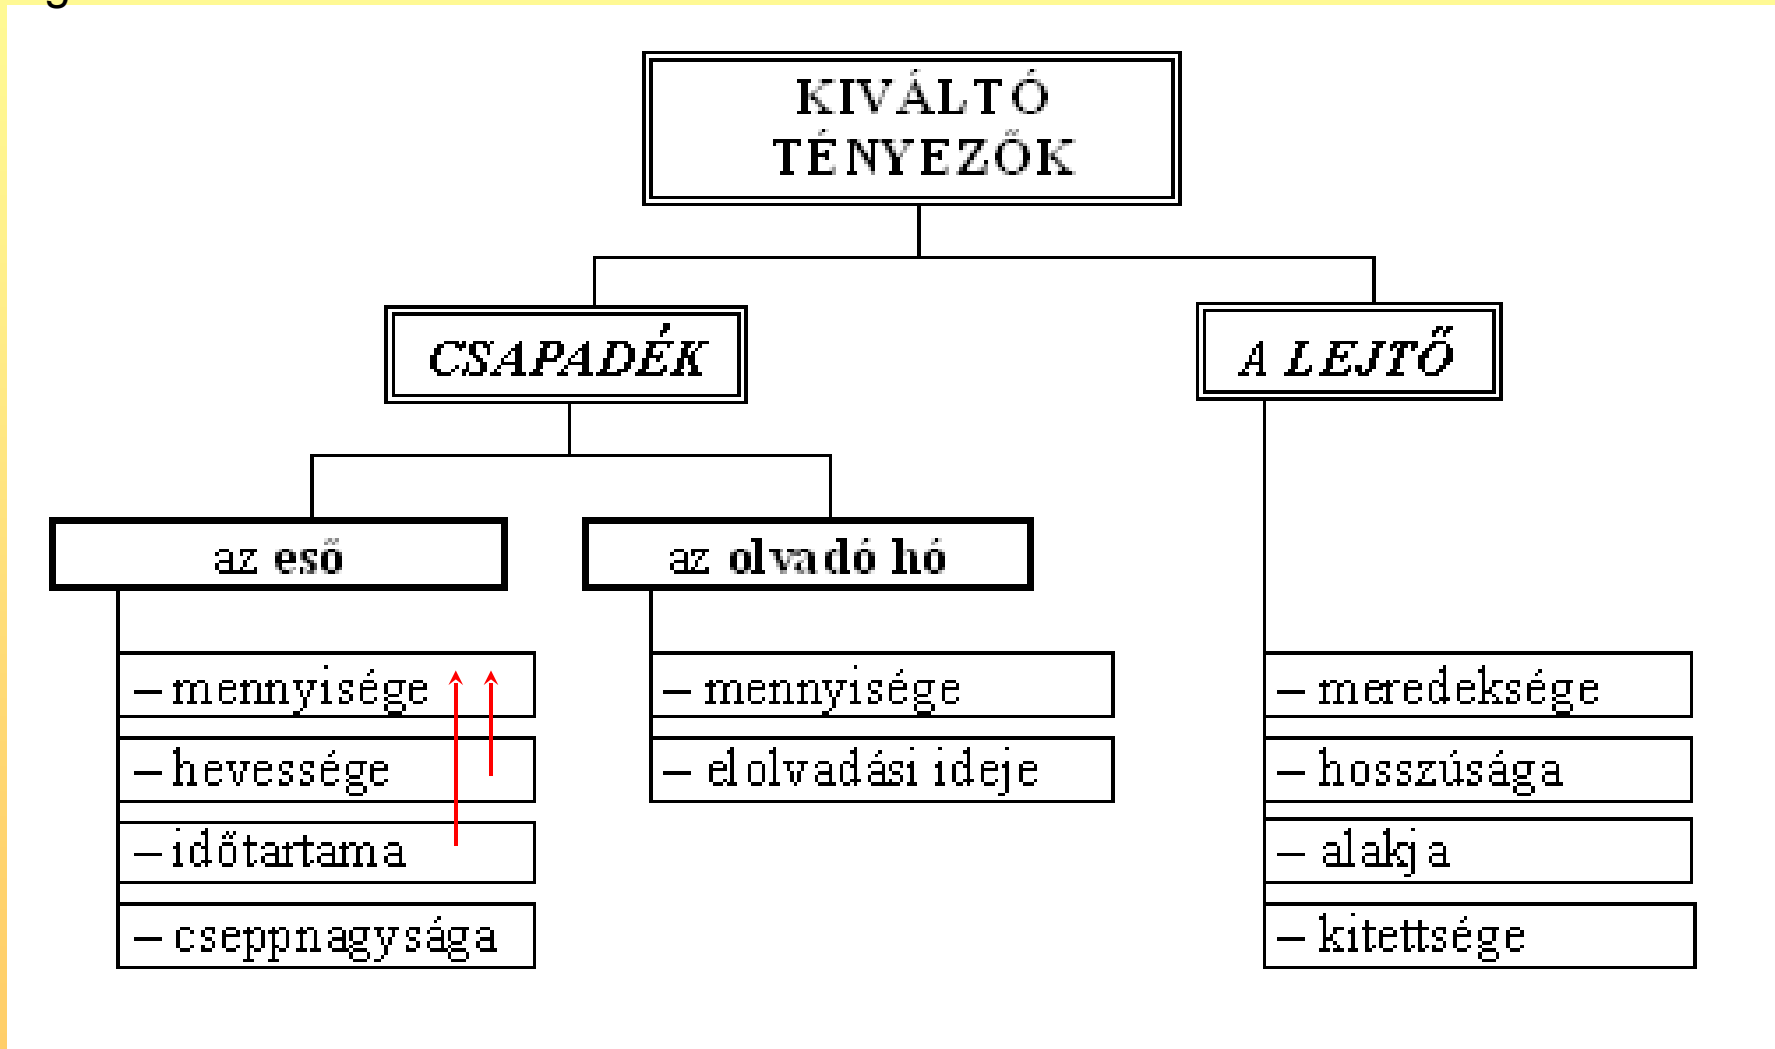 KIVÁLTÓ
TÉNYEZŐK
CSAPADÉK
A LEJTŐ
az eső
az olvadó hó
– mennyisége
– hevessége
– időtartama
– cseppnagysága
– mennyisége
– elolvadási ideje
– meredeksége
– hosszúsága
– alakja
– kitettsége